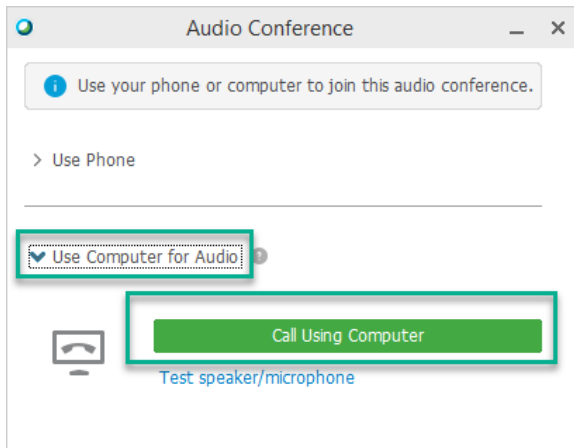 Audio Conference
Use your phone or computer to join this audio conference.
Use Phone
Use Computer for Audio
Call Using Computer
Test speaker/microphone